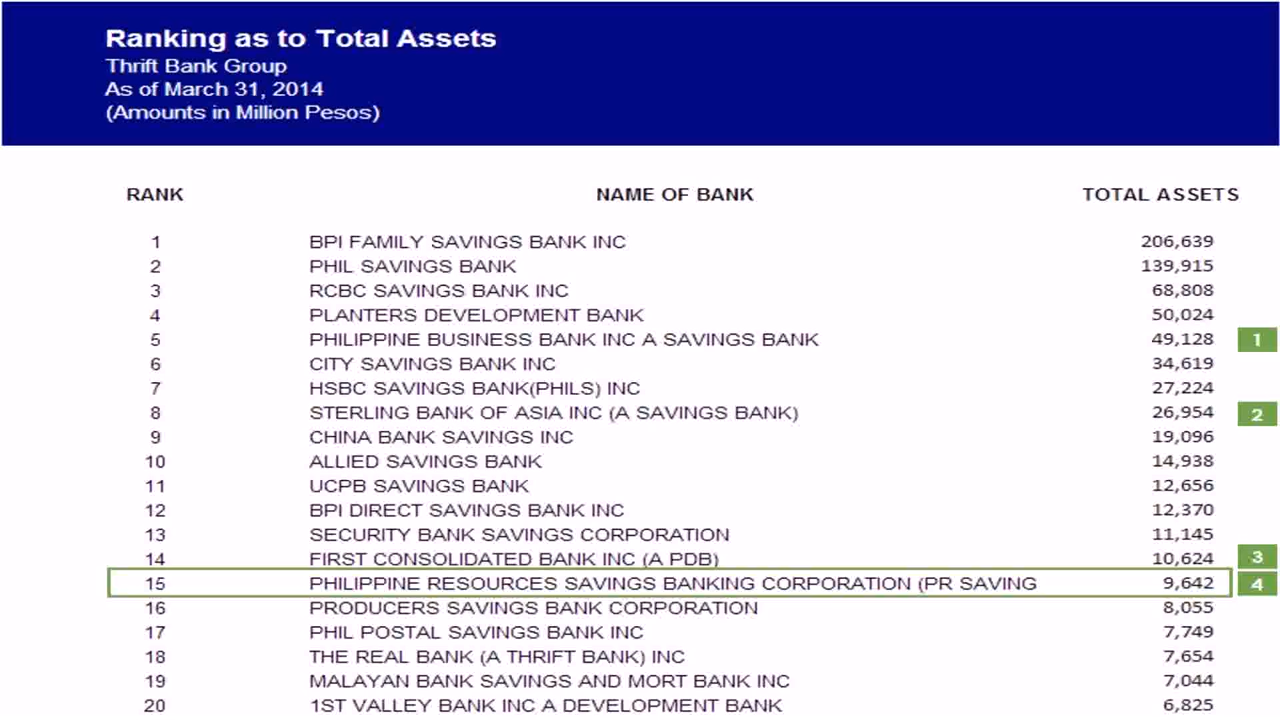 Ranking as to Total Assets
Thrift Bank Group
As of March 31, 2014
(Amounts in Million Pesos)
RANK NAME OF BANK TOTAL ASSETS
1 BPI FAMILY SAVINGS BANK INC 206,639
2 PHIL SAVINGS BANK 139,915
3 RCBC SAVINGS BANK INC 68,808
4 PLANTERS DEVELOPMENT BANK 50,024
5 PHILIPPINE BUSINESS BANK INC A SAVINGS BANK 49,128 1
6 CITY SAVINGS BANK INC 34,619
7 HSBC SAVINGS BANK(PHILS) INC 27,224
8 STERLING BANK OF ASIA INC (A SAVINGS BANK) 26,954 2
9 CHINA BANK SAVINGS INC 19,096
10 ALLIED SAVINGS BANK 14,938
11 UCPB SAVINGS BANK 12,656
12 BPI DIRECT SAVINGS BANK INC 12,370
13 SECURITY BANK SAVINGS CORPORATION 11,145
14 FIRST CONSOLIDATED BANK INC (A PDB) 10,624 3
15 PHILIPPINE RESOURCES SAVINGS BANKING CORPORATION (PR SAVING 9,642 4
16 PRODUCERS SAVINGS BANK CORPORATION 8,055
17 PHIL POSTAL SAVINGS BANK INC 7,749
18 THE REAL BANK (A THRIFT BANK) INC 7,654
19 MALAYAN BANK SAVINGS AND MORT BANK INC 7,044
20 1ST VALLEY BANK INC A DEVELOPMENT BANK 6,825